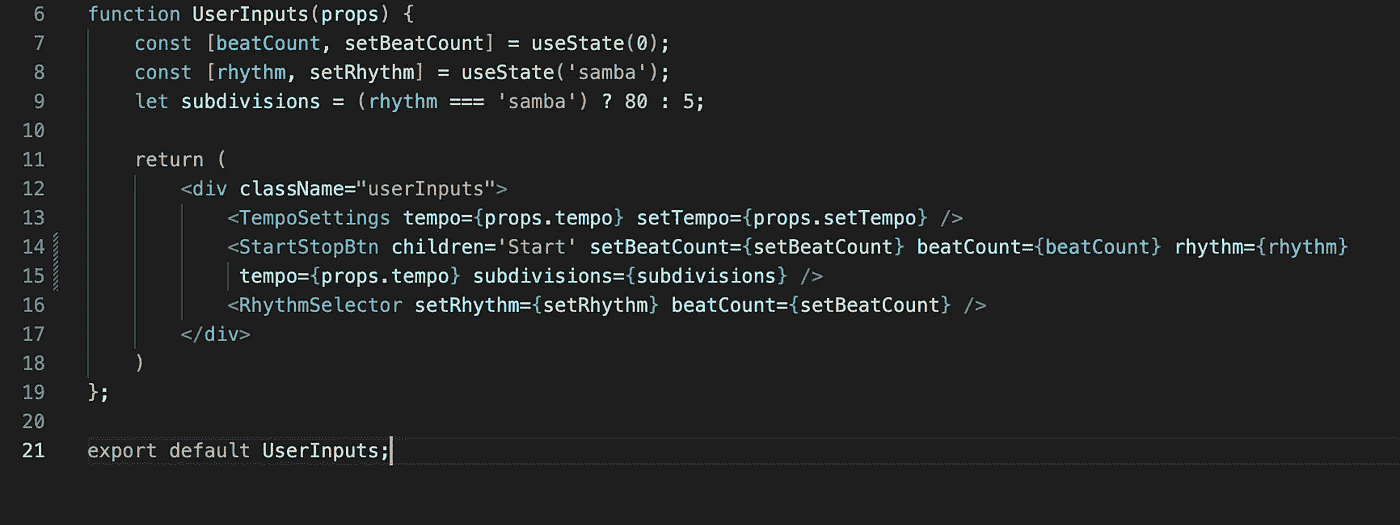 6 function UserInputs(props) {
7 const [beatCount, setBeatCount] = useState(0);
8 const [rhythm, setRhythm] = useState('samba');
9 let subdivisions = (rhythm === 'samba') ? 80 : 5;
10
11 return (
12 <div className="userInputs">
13 <TempoSettings tempo={props.tempo} setTempo={props.setTempo} />
14 <StartStopBtn children='Start' setBeatCount={setBeatCount} beatCount={beatCount} rhythm={rhythm}
15 tempo={props.tempo} subdivisions={subdivisions} />
16 <RhythmSelector setRhythm={setRhythm} beatCount={setBeatCount} />
17 </div>
18 )
19 };
20
21 export default UserInputs;